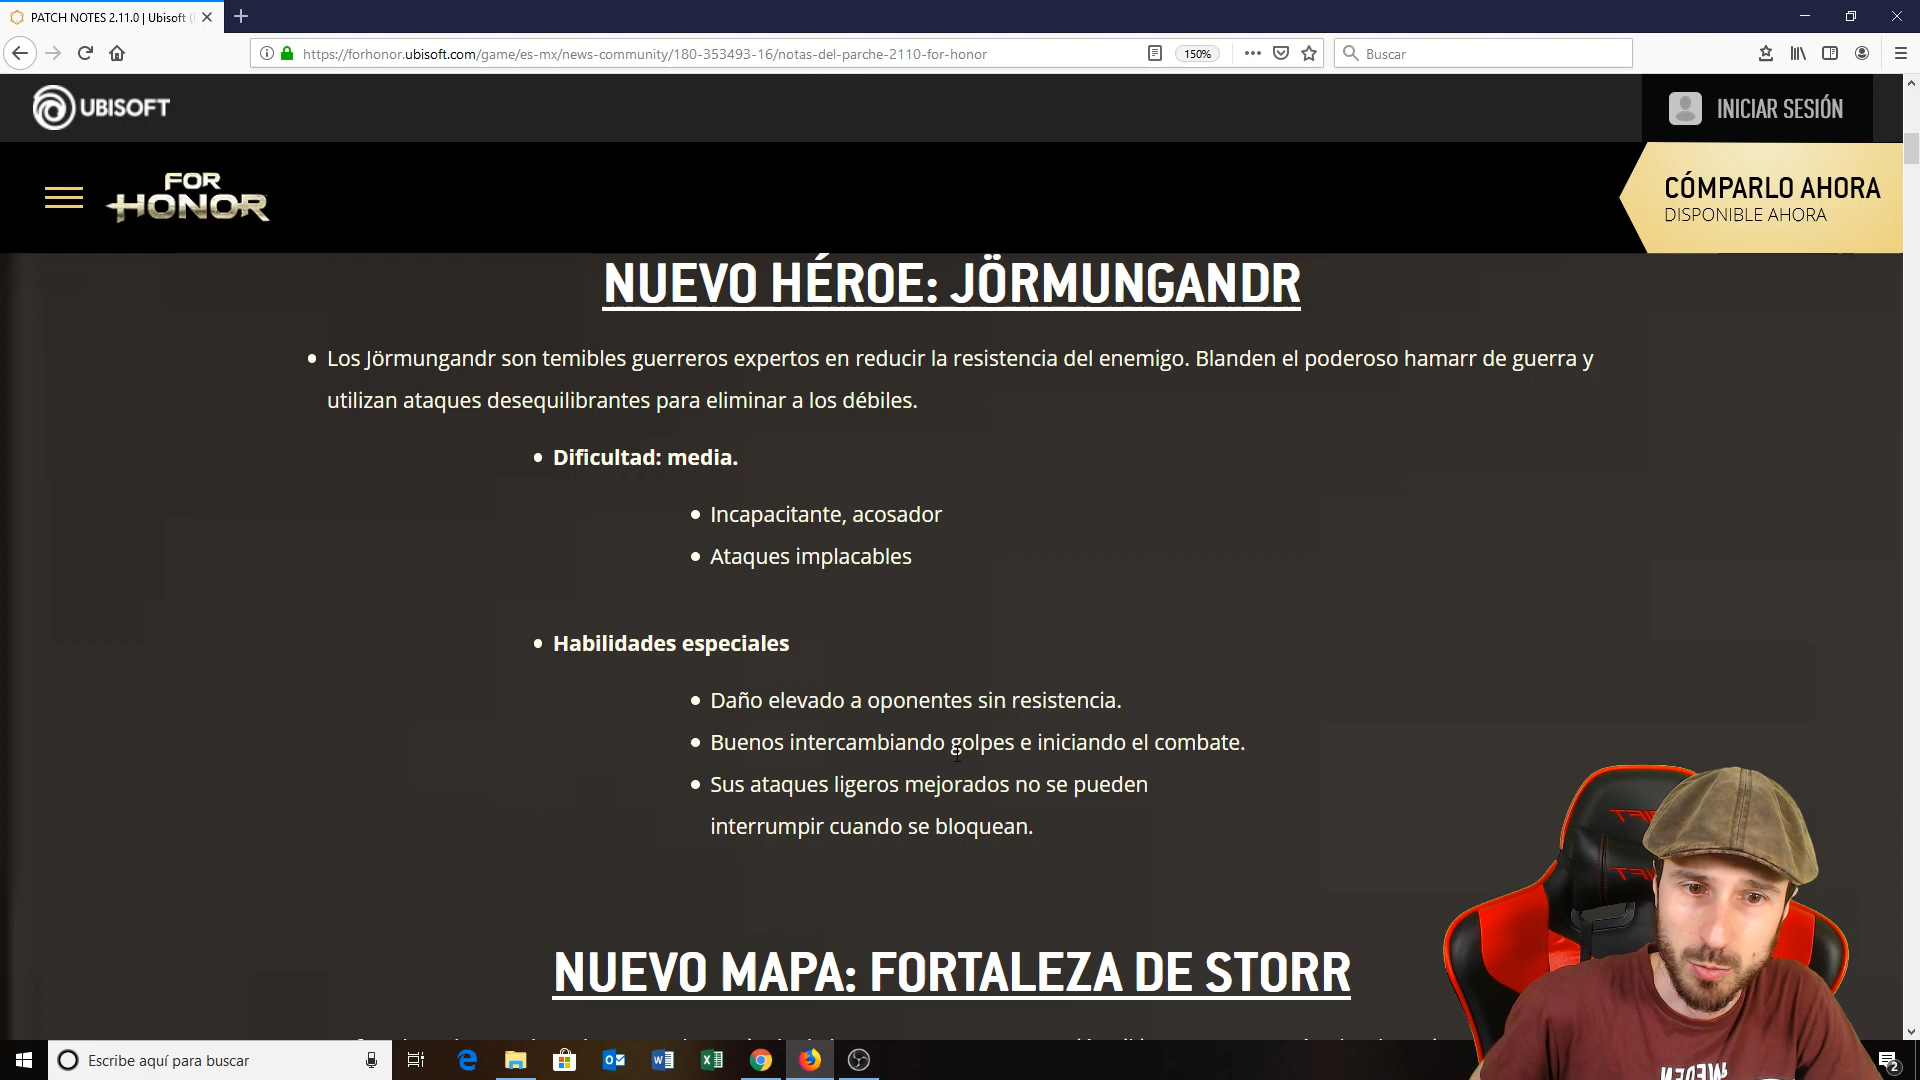 PATCH NOTES 2.11.0 | Ubisoft (
https://forhonor.ubisoft.com/game/es-mx/news-community/180-353493-16/notas-del-parche-2110-for-honor
150%
Buscar
UBISOFT
INICIAR SESIÓN
FOR
HONOR
CÓMPARLO AHORA
DISPONIBLE AHORA
NUEVO HÉROE: JÖRMUNGANDR
Los Jörmungandr son temibles guerreros expertos en reducir la resistencia del enemigo. Blanden el poderoso hamarr de guerra y
utilizan ataques desequilibrantes para eliminar a los débiles.
Dificultad: media.
Incapacitante, acosador
Ataques implacables
Habilidades especiales
Daño elevado a oponentes sin resistencia.
Buenos intercambiando golpes e iniciando el combate.
Sus ataques ligeros mejorados no se pueden
interrumpir cuando se bloquean.
NUEVO MAPA: FORTALEZA DE STORR
Escribe aquí para buscar
2